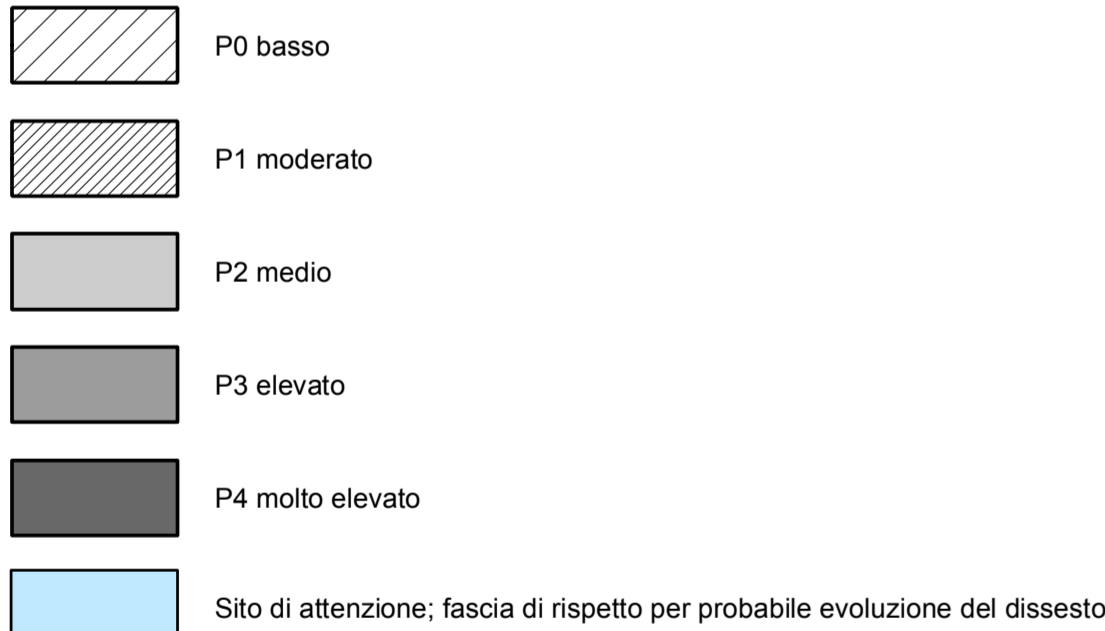 P0 basso
P1 moderato
P2 medio
P3 elevato
P4 molto elevato
Sito di attenzione; fascia di rispetto per probabile evoluzione del dissesto